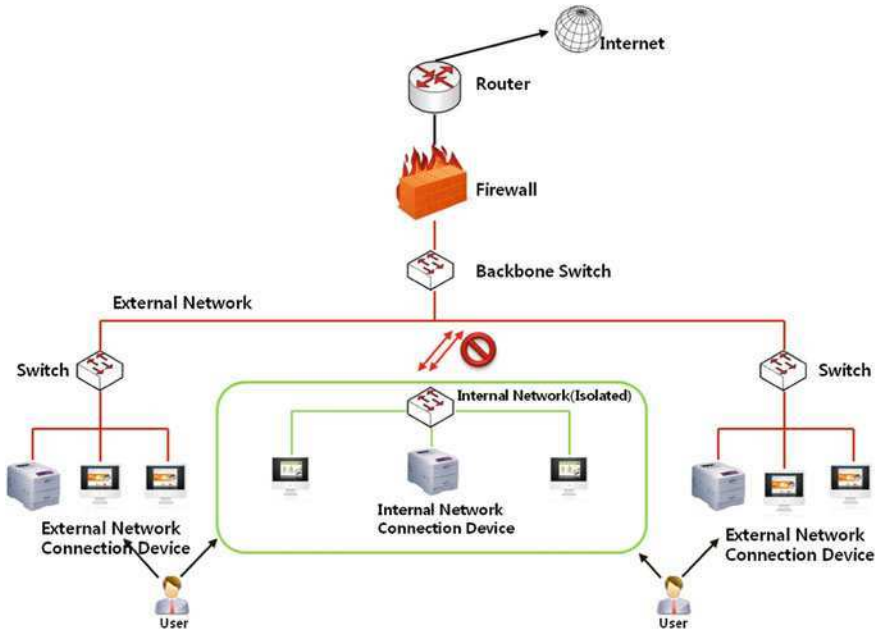 Internet
Router
Firewall
Backbone Switch
External Network
Switch
Switch
Internal Network(Isolated)
External Network
Connection Device
Internal Network
Connection Device
External Network
Connection Device
User
User